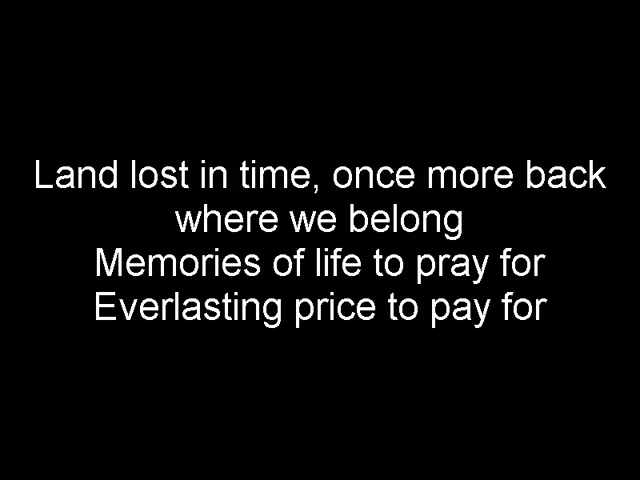 Land lost in time, once more back
where we belong
Memories of life to pray for
Everlasting price to pay for